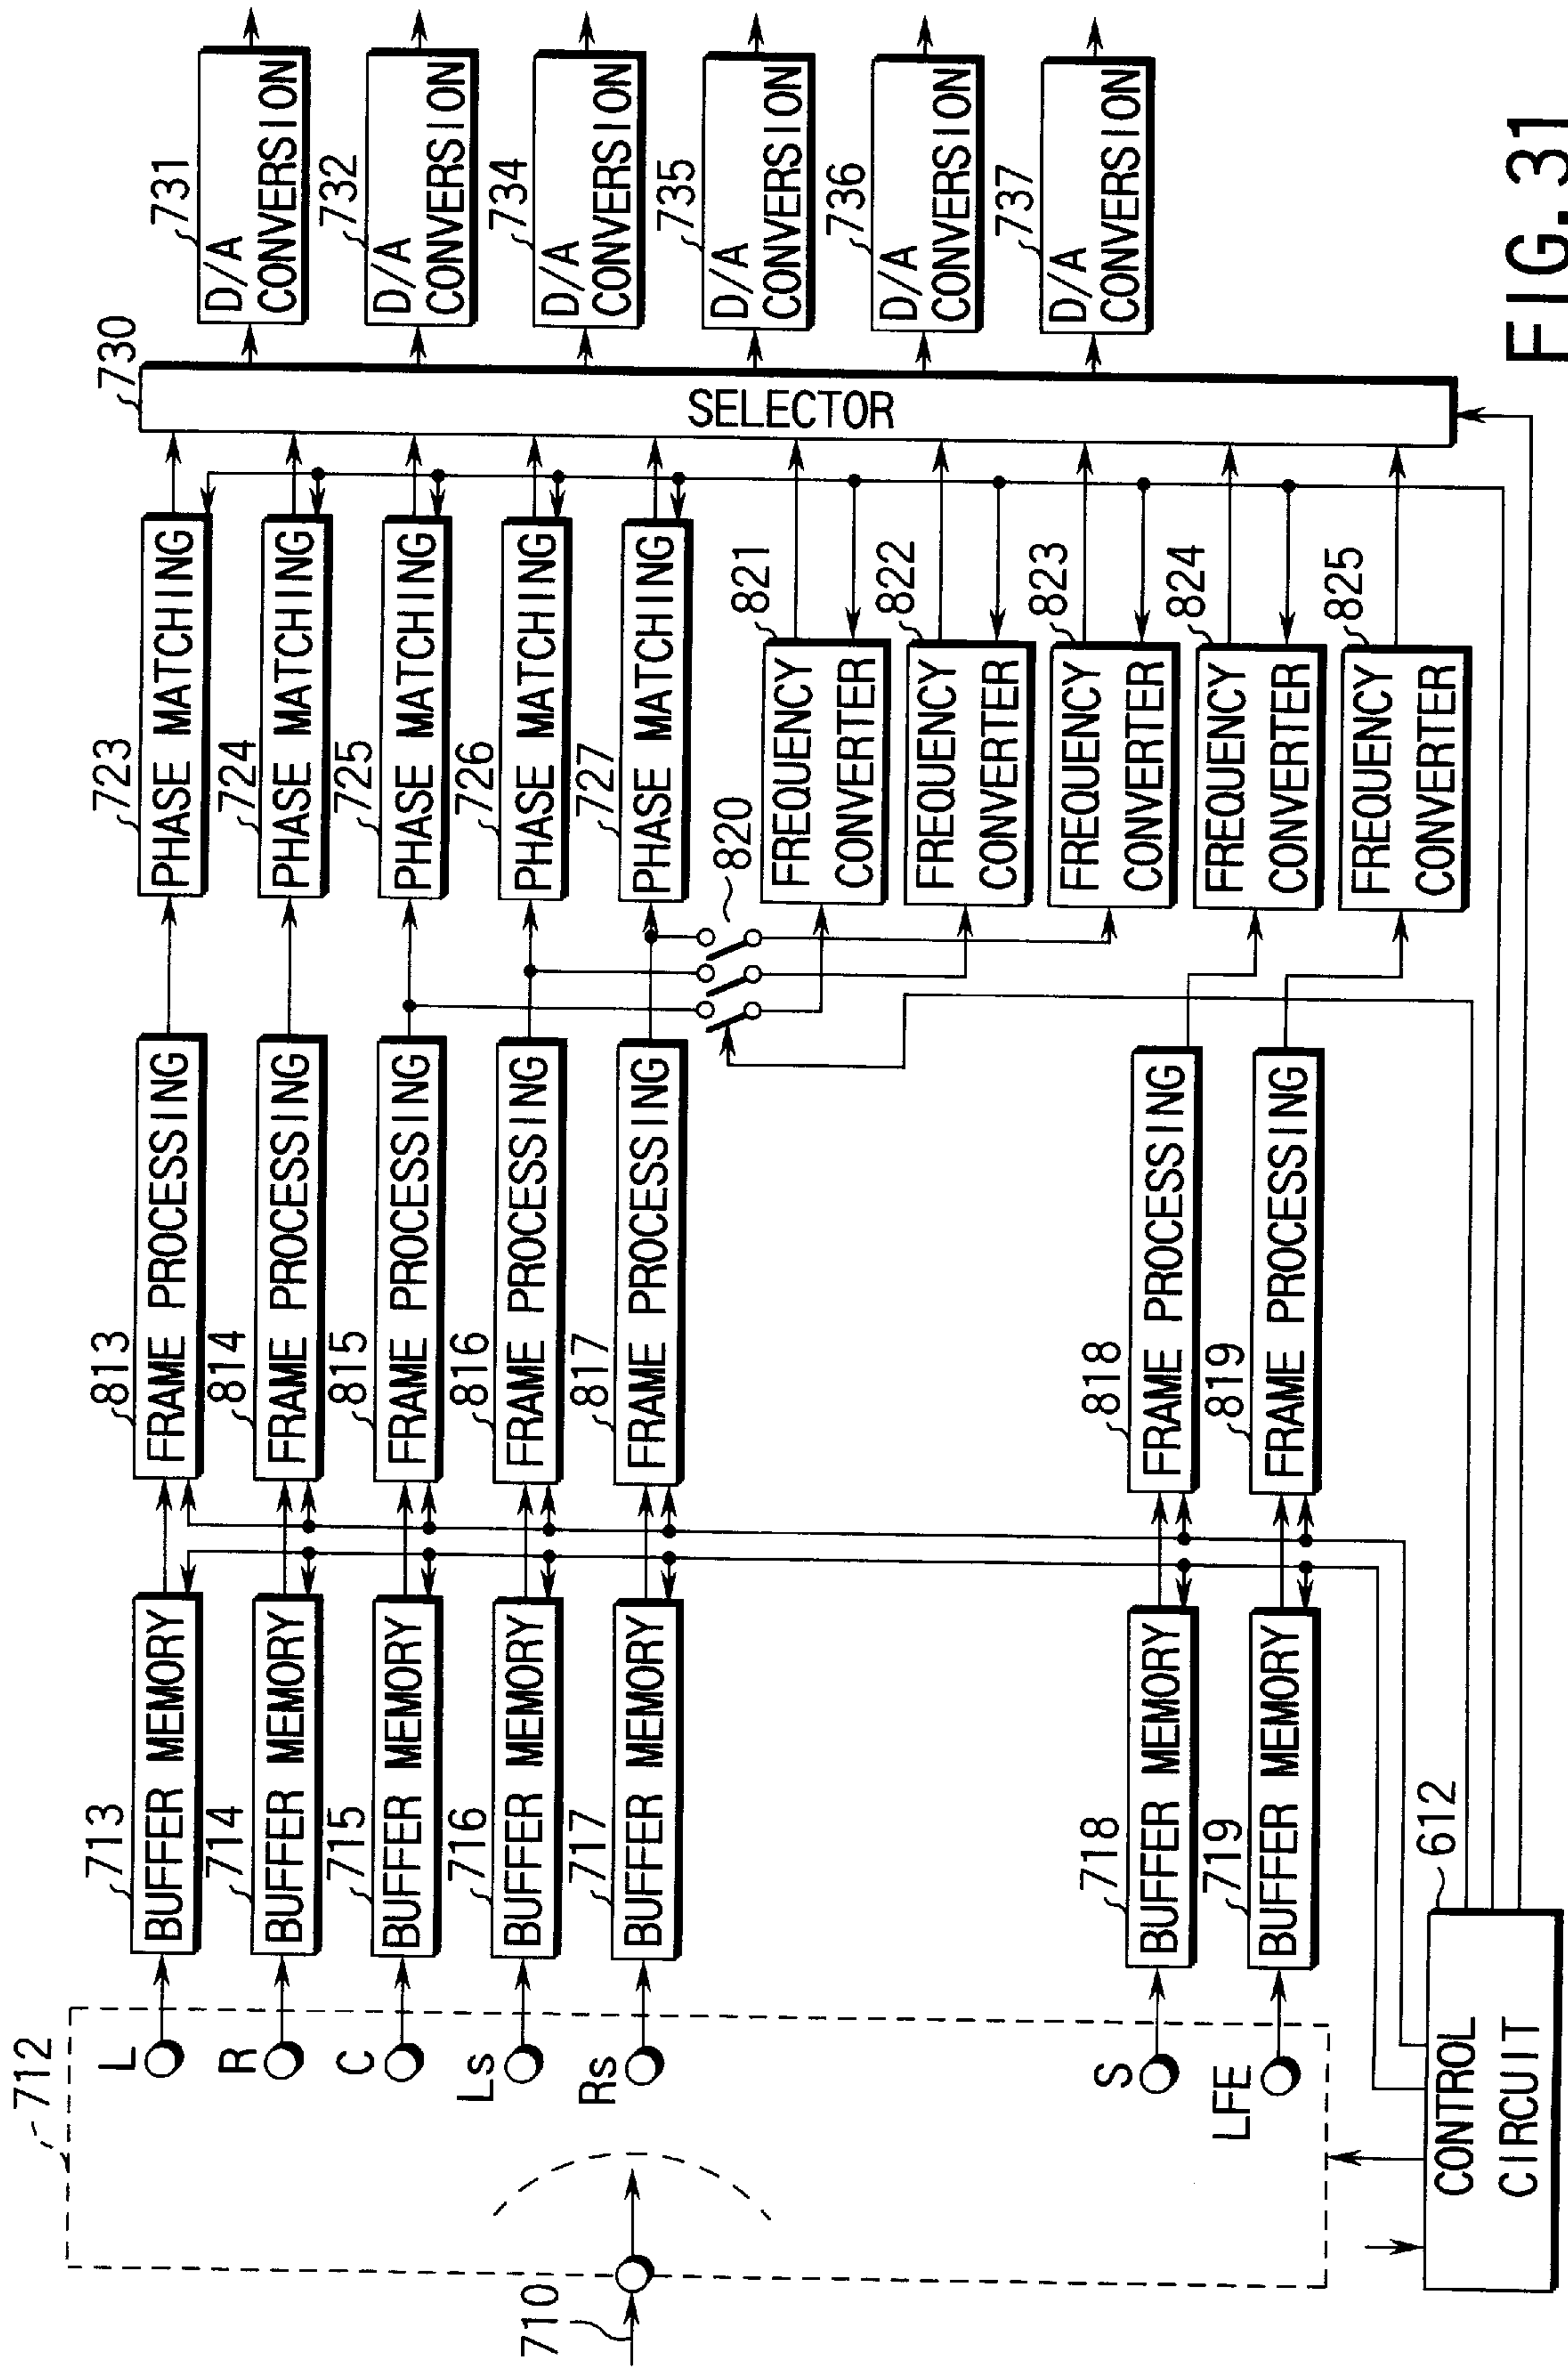 712
710
L
R
C
Ls
Rs
S
LFE
713
BUFFER MEMORY
714
BUFFER MEMORY
715
BUFFER MEMORY
716
BUFFER MEMORY
717
BUFFER MEMORY
718
BUFFER MEMORY
719
BUFFER MEMORY
612
CONTROL
CIRCUIT
813
FRAME PROCESSING
814
FRAME PROCESSING
815
FRAME PROCESSING
816
FRAME PROCESSING
817
FRAME PROCESSING
818
FRAME PROCESSING
819
FRAME PROCESSING
723
PHASE MATCHING
724
PHASE MATCHING
725
PHASE MATCHING
726
PHASE MATCHING
727
PHASE MATCHING
820
821
FREQUENCY
CONVERTER
822
FREQUENCY
CONVERTER
823
FREQUENCY
CONVERTER
824
FREQUENCY
CONVERTER
825
FREQUENCY
CONVERTER
730
SELECTOR
731
D/A
CONVERSION
732
D/A
CONVERSION
734
D/A
CONVERSION
735
D/A
CONVERSION
736
D/A
CONVERSION
737
D/A
CONVERSION
FIG. 31